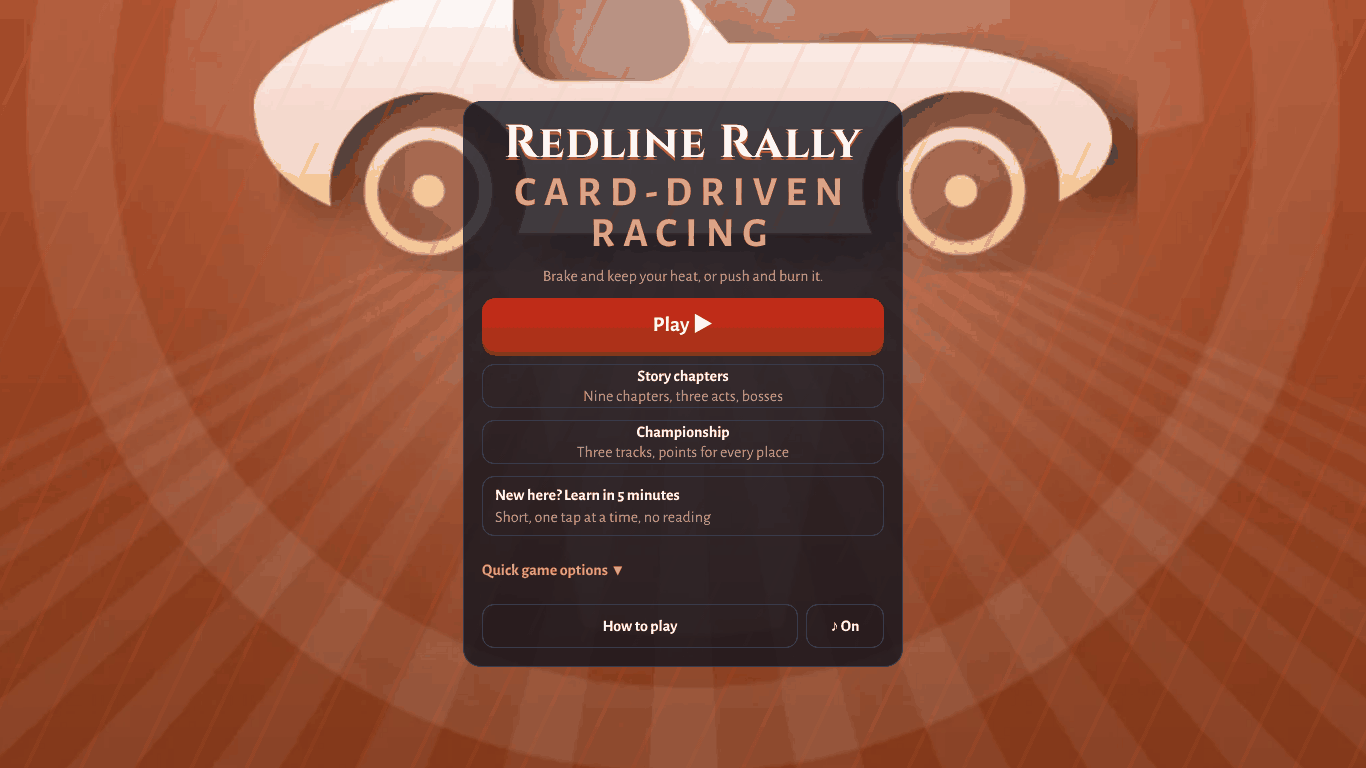 Redline Rally
CARD-DRIVEN
RACING
Brake and keep your heat, or push and burn it.
Play ▶
Story chapters
Nine chapters, three acts, bosses
Championship
Three tracks, points for every place
New here? Learn in 5 minutes
Short, one tap at a time, no reading
Quick game options ▼
How to play
♪ On